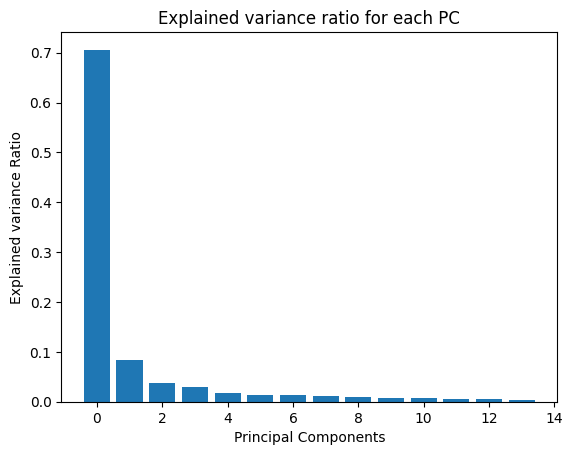 Explained variance ratio for each PC
Explained variance Ratio
0.7
0.6
0.5
0.4
0.3
0.2
0.1
0.0
0 2 4 6 8 10 12 14
Principal Components